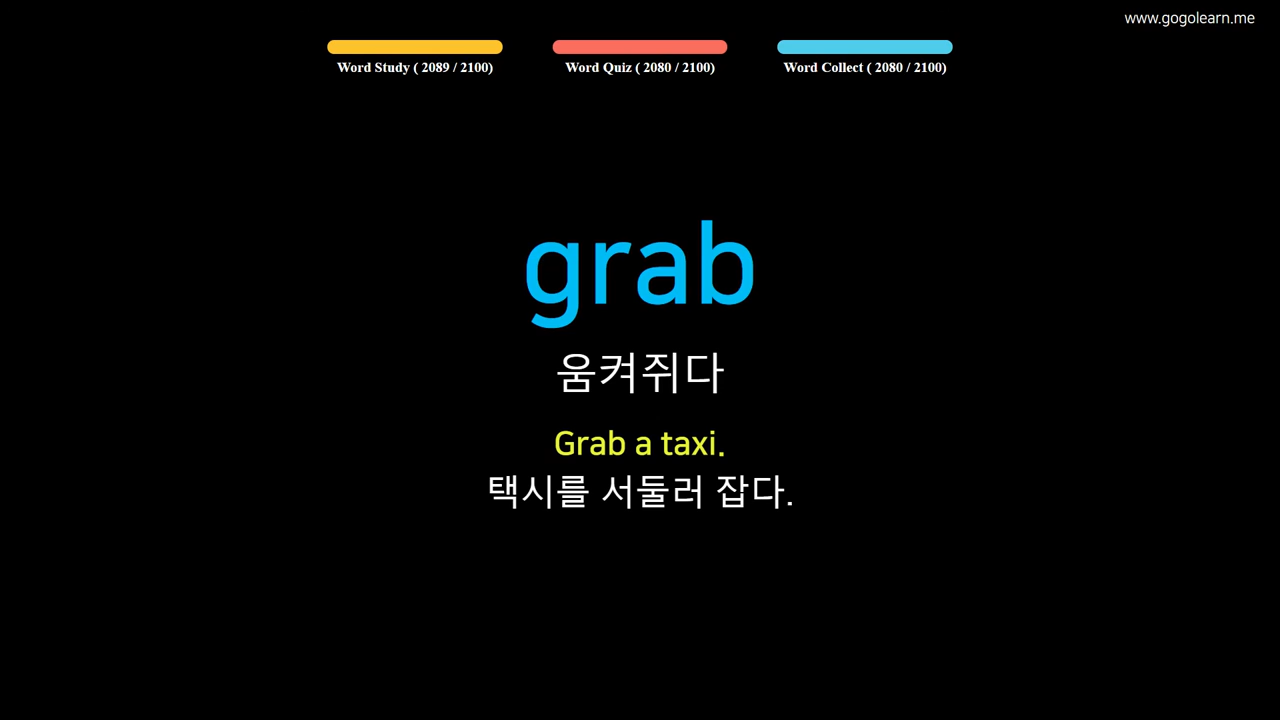 www.gogolearn.me
Word Study ( 2089 / 2100)
Word Quiz ( 2080 / 2100)
Word Collect ( 2080 / 2100)
grab
움켜쥐다
Grab a taxi.
택시를 서둘러 잡다.